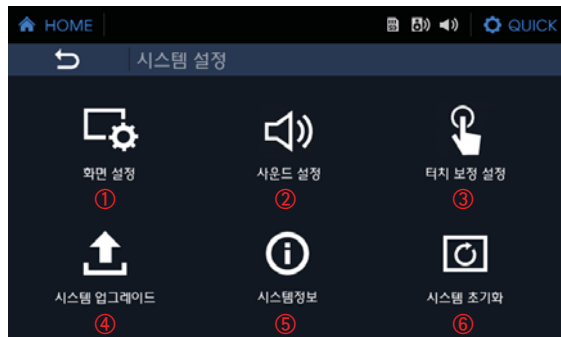 HOME QUICK
시스템 설정
화면 설정 사운드 설정 터치 보정 설정
① ② ③
시스템 업그레이드 시스템정보 시스템 초기화
④ ⑤ ⑥